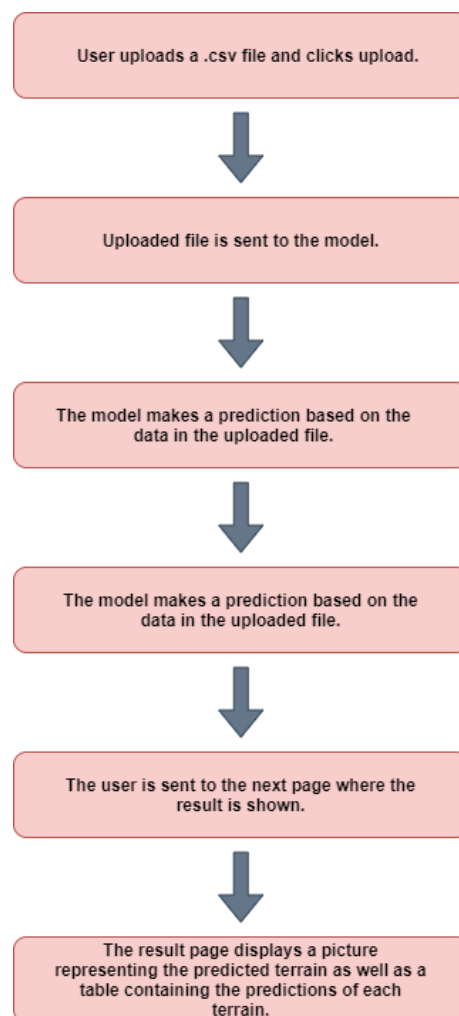 User uploads a .csv file and clicks upload.
Uploaded file is sent to the model.
The model makes a prediction based on the
data in the uploaded file.
The model makes a prediction based on the
data in the uploaded file.
The user is sent to the next page where the
result is shown.
The result page displays a picture
representing the predicted terrain as well as a
table containing the predictions of each
terrain.